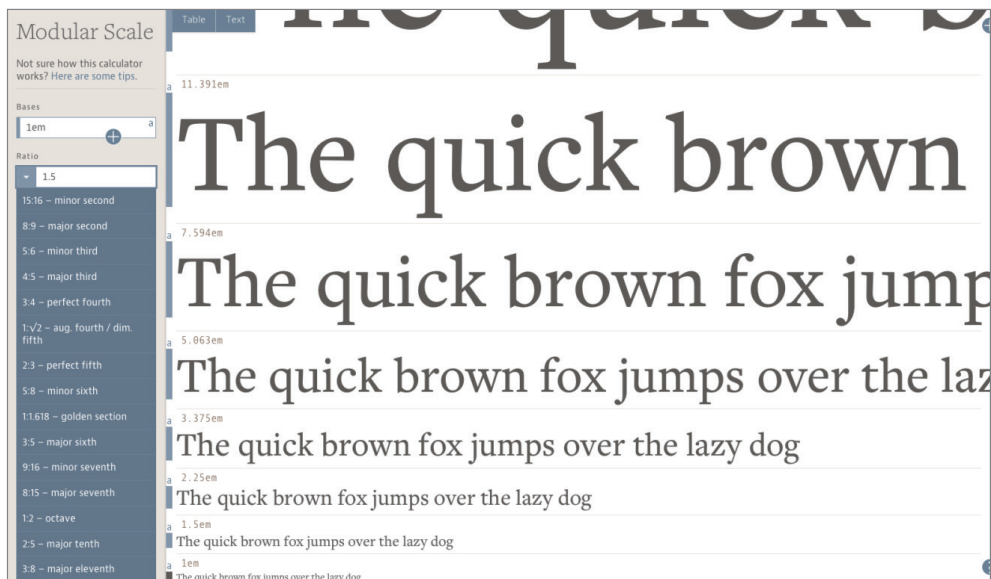 Modular Scale
Not sure how this calculator
works? Here are some tips.
Bases
1em a
Ratio
1.5
15:16 – minor second
8:9 – major second
5:6 – minor third
4:5 – major third
3:4 – perfect fourth
1:√2 – aug. fourth / dim.
fifth
2:3 – perfect fifth
5:8 – minor sixth
1:1.618 – golden section
3:5 – major sixth
9:16 – minor seventh
8:15 – major seventh
1:2 – octave
2:5 – major tenth
3:8 – major eleventh
Table Text
The quick b
a 11.391em
The quick brown
a 7.594em
The quick brown fox jump
a 5.063em
The quick brown fox jumps over the laz
a 3.375em
The quick brown fox jumps over the lazy dog
a 2.25em
The quick brown fox jumps over the lazy dog
a 1.5em
The quick brown fox jumps over the lazy dog
a 1em
The quick brown fox jumps over the lazy dog